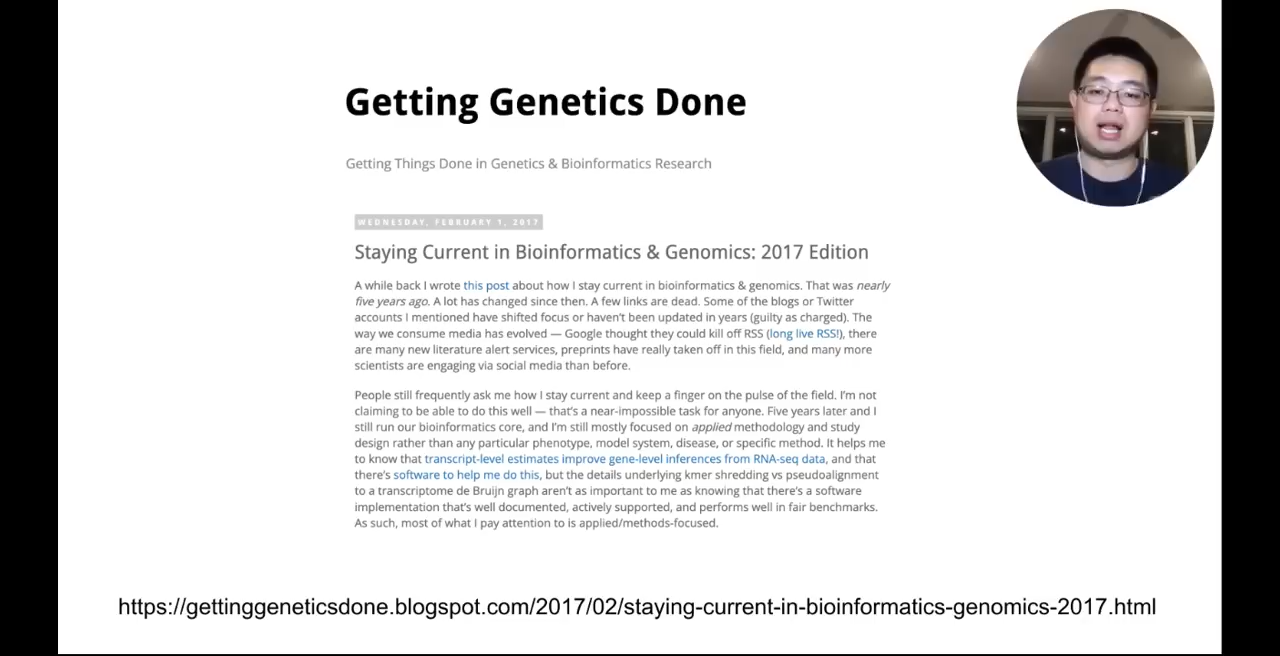 Getting Genetics Done
Getting Things Done in Genetics & Bioinformatics Research
WEDNESDAY, FEBRUARY 1, 2017
Staying Current in Bioinformatics & Genomics: 2017 Edition
A while back I wrote this post about how I stay current in bioinformatics & genomics. That was nearly
five years ago. A lot has changed since then. A few links are dead. Some of the blogs or Twitter
accounts I mentioned have shifted focus or haven't been updated in years (guilty as charged). The
way we consume media has evolved — Google thought they could kill off RSS (long live RSS!), there
are many new literature alert services, preprints have really taken off in this field, and many more
scientists are engaging via social media than before.
People still frequently ask me how I stay current and keep a finger on the pulse of the field. I'm not
claiming to be able to do this well — that's a near-impossible task for anyone. Five years later and I
still run our bioinformatics core, and I'm still mostly focused on applied methodology and study
design rather than any particular phenotype, model system, disease, or specific method. It helps me
to know that transcript-level estimates improve gene-level inferences from RNA-seq data, and that
there's software to help me do this, but the details underlying kmer shredding vs pseudoalignment
to a transcriptome de Bruijn graph aren't as important to me as knowing that there's a software
implementation that's well documented, actively supported, and performs well in fair benchmarks.
As such, most of what I pay attention to is applied/methods-focused.
https://gettinggeneticsdone.blogspot.com/2017/02/staying-current-in-bioinformatics-genomics-2017.html